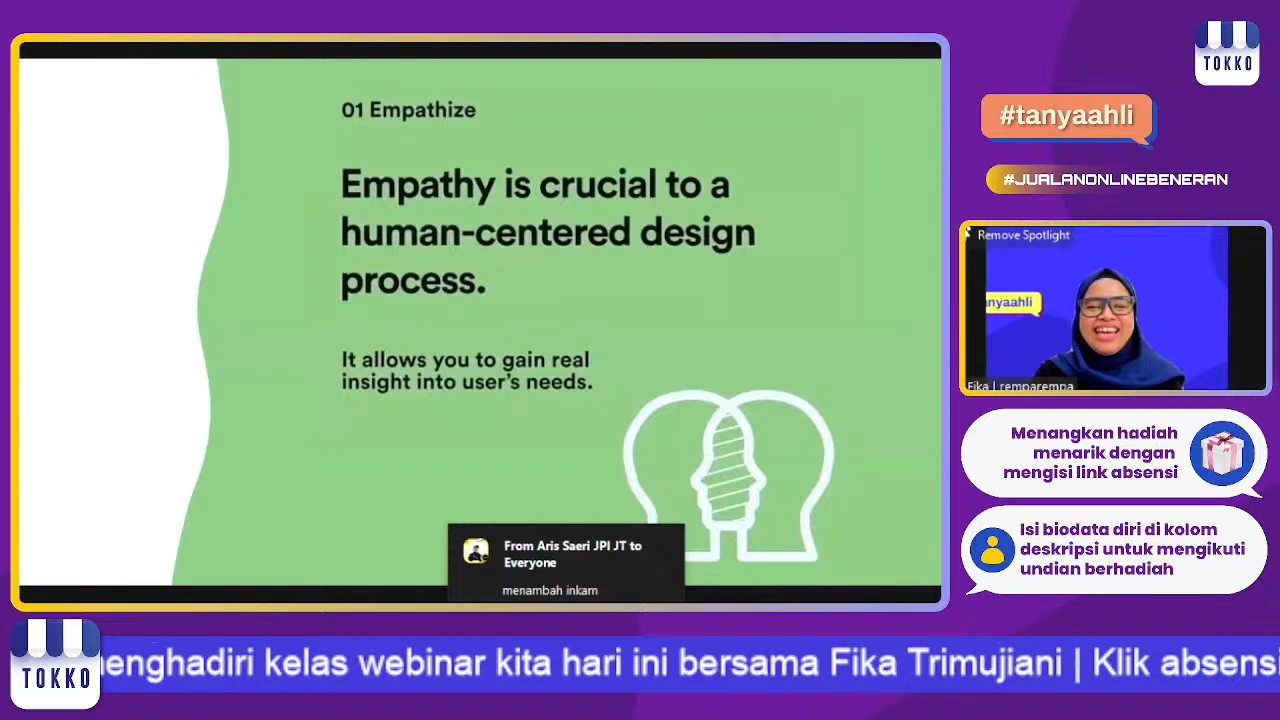 01 Empathize
Empathy is crucial to a
human-centered design
process.
It allows you to gain real
insight into user's needs.
From Aris Saeri JPI JT to
Everyone
menambah inkam
TOKKO
#tanyaahli
#JUALANONLINEBENERAN
Remove Spotlight
anyaahli
Fika | remparempa
Menangkan hadiah
menarik dengan
mengisi link absensi
Isi biodata diri di kolom
deskripsi untuk mengikuti
undian berhadiah
TOKKO
enghadiri kelas webinar kita hari ini bersama Fika Trimujiani | Klik absensi